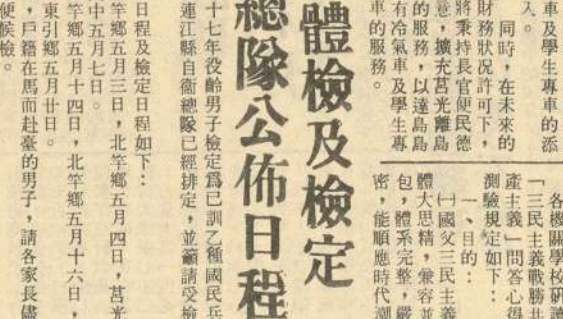 各機關學校研讀
「三民主義戰勝共
產主義」問答心得
測驗規定如下：
一、目的：
㈠國父三民主義
體大思精，兼容並
包，體系完整，嚴
密，能順應時代潮
車及學生專車的添
入。
同時，在未來的
財務狀況許可下，
將秉持長官便民德
意，擴充莒光離島
的服務，以達島島
有冷氣車及學生專
車的服務。
體檢及檢定
總隊公佈日程
十七年役齡男子檢定爲已訓乙種國民兵
連江縣自衛總隊已經排定，並籲請受檢
日程及檢定日程如下：
竿鄉五月三日，北竿鄉五月四日，莒光
中五月七日。
竿鄉五月十四日，北竿鄉五月十六日，
東引鄉五月廿日。
，戶籍在馬而赴臺的男子，請各家長儘
便候檢。